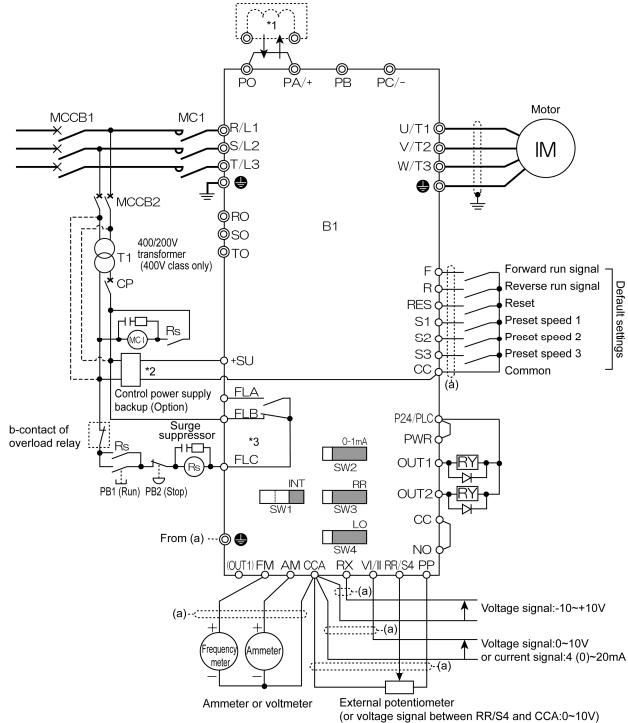 *1
PO PA/+ PB PC/-
MCCB1 MC1
R/L1
S/L2
T/L3
U/T1
V/T2
W/T3
Motor
IM
MCCB2
RO
SO
TO
B1
400/200V
transformer
(400V class only)
T1
CP
F Forward run signal
R Reverse run signal
RES Reset
S1 Preset speed 1
S2 Preset speed 2
S3 Preset speed 3
CC Common
Default settings
(a)
MC1
Rs
+SU
*2
Control power supply
backup (Option)
FLA
FLB
FLC
*3
b-contact of
overload relay
Surge
suppressor
Rs
Rs
PB1 (Run) PB2 (Stop)
P24/PLC
PWR
OUT1 RY
OUT2 RY
CC
NO
0-1mA
SW2
INT
SW1
RR
SW3
LO
SW4
From (a)
(OUT1) FM AM CCA RX VI/II RR/S4 PP
(a)
(a)
(a)
(a)
Voltage signal:-10~+10V
Voltage signal:0~10V
or current signal:4 (0)~20mA
+
Frequency
meter
−
+
Ammeter
−
Ammeter or voltmeter
External potentiometer
(or voltage signal between RR/S4 and CCA:0~10V)